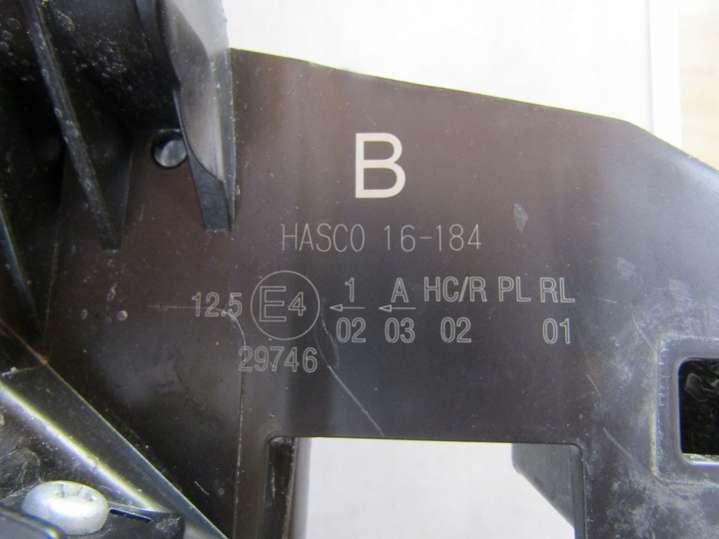 B
HASCO 16-184
12.5 E4 1 A HC/R PL RL
02 03 02 01
29746